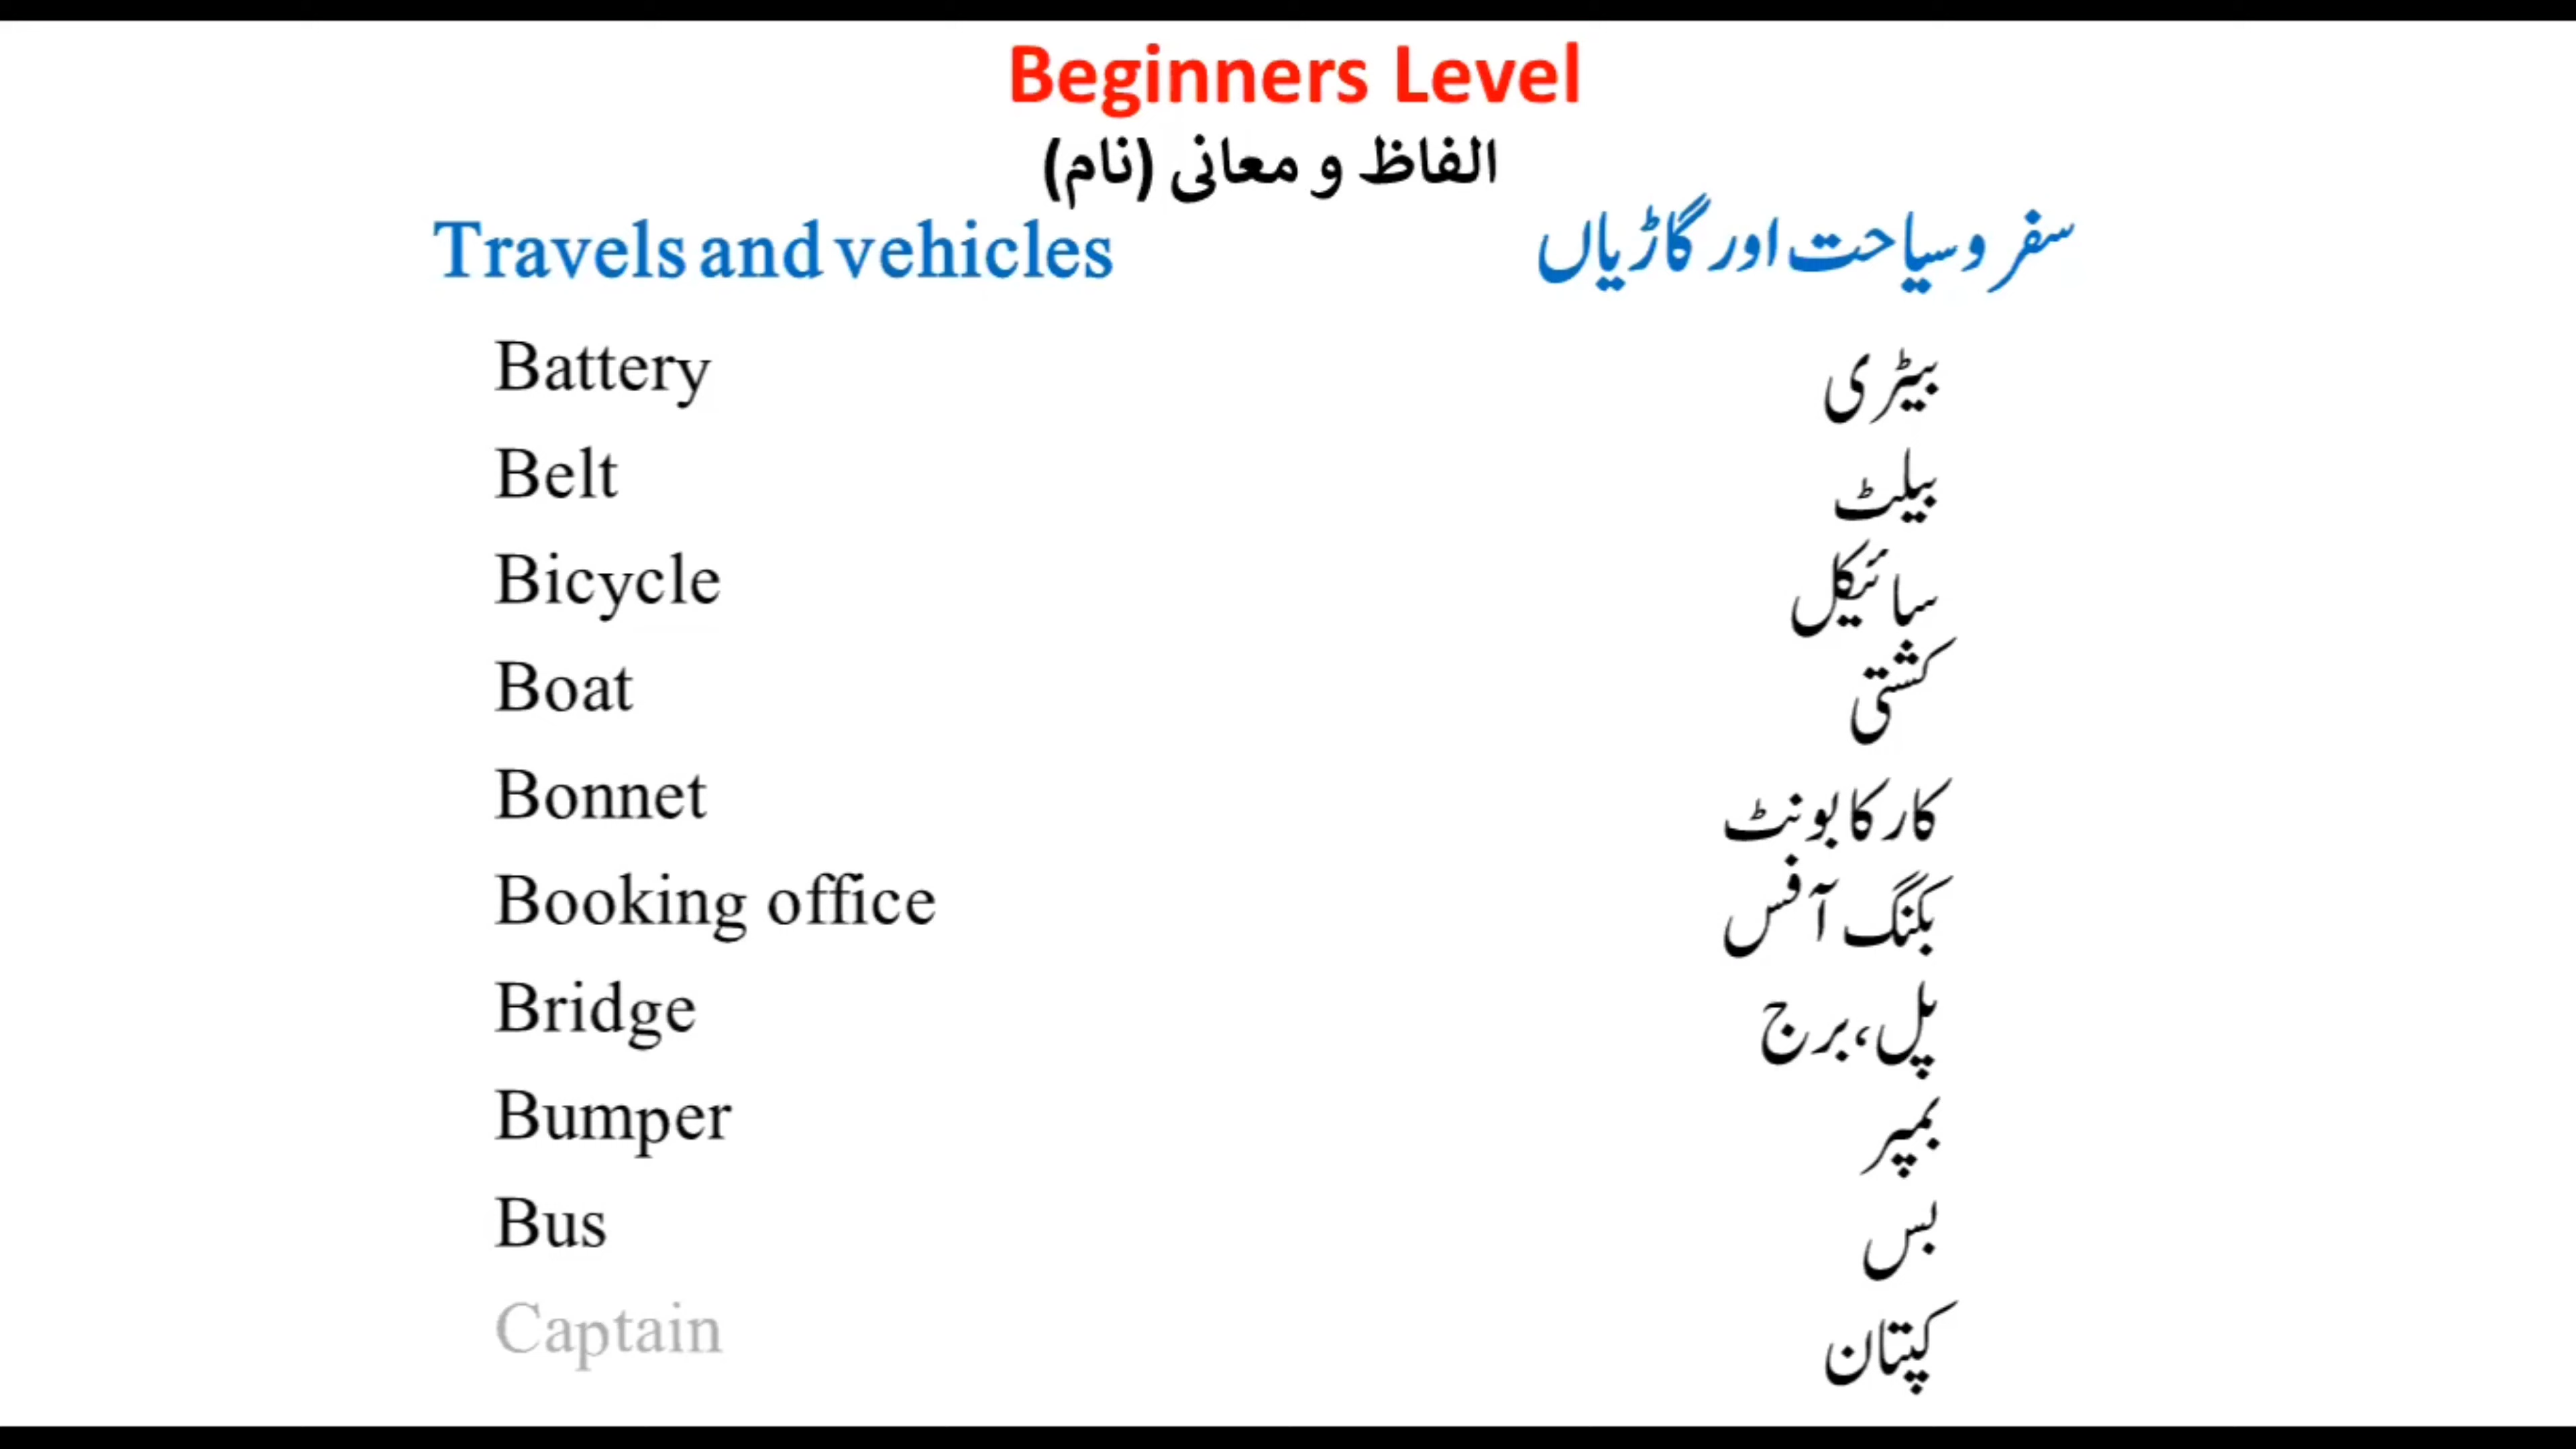 Beginners Level
الفاظ و معانی (نام)
Travels and vehicles سفر و سیاحت اور گاڑیاں
Battery بیٹری
Belt بیلٹ
Bicycle سائیکل
Boat کشتی
Bonnet کار کا بونٹ
Booking office بکنگ آفس
Bridge پل، برج
Bumper بمپر
Bus بس
Captain کپتان